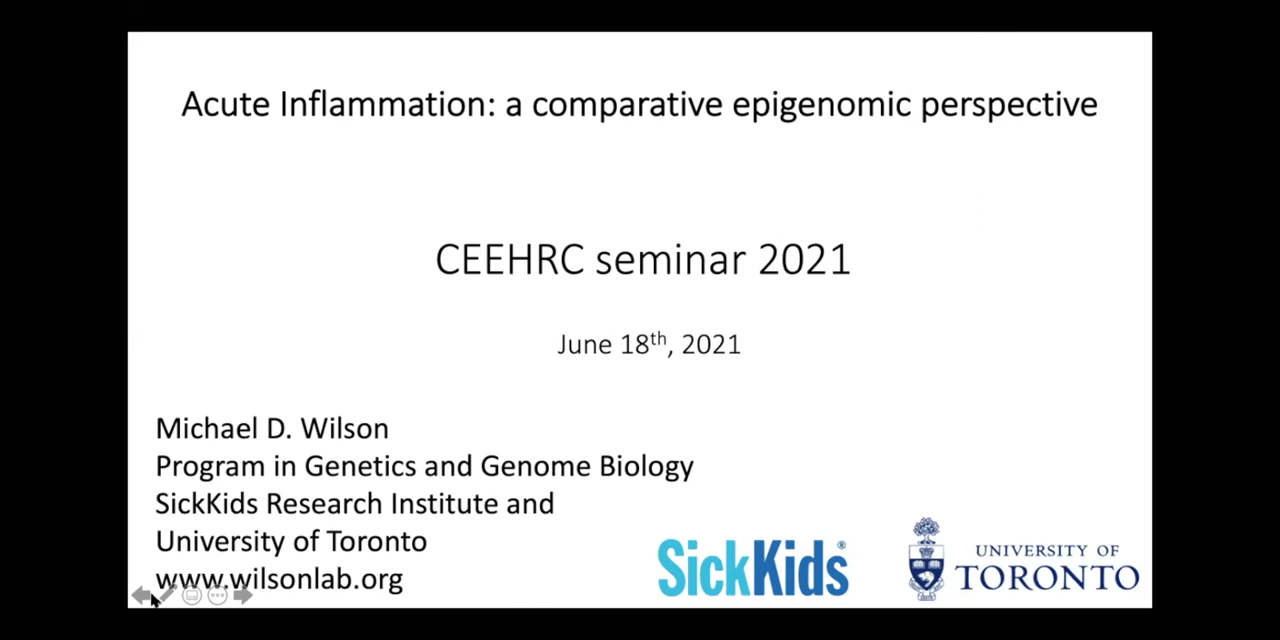 Acute Inflammation: a comparative epigenomic perspective
CEEHRC seminar 2021
June 18th, 2021
Michael D. Wilson
Program in Genetics and Genome Biology
SickKids Research Institute and
University of Toronto
www.wilsonlab.org
SickKids®
UNIVERSITY OF
TORONTO